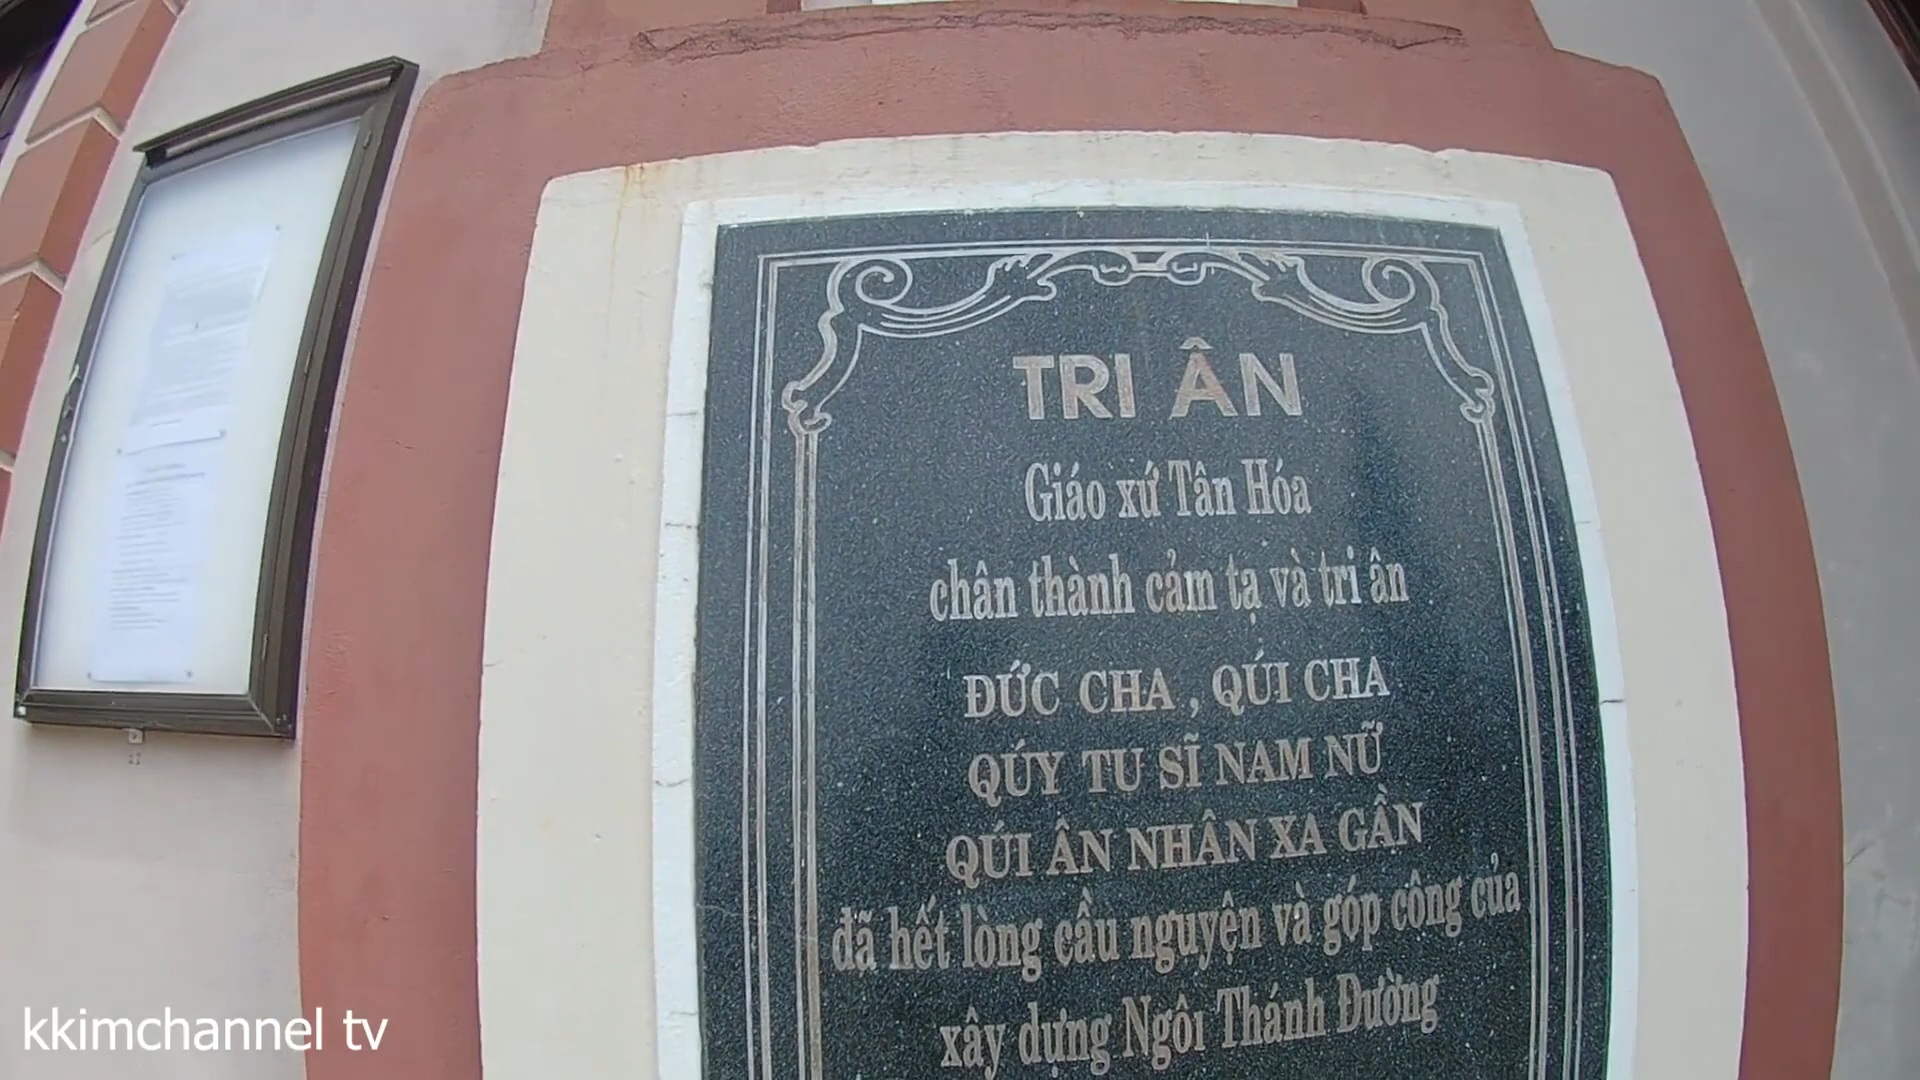 TRI ÂN
Giáo xứ Tân Hóa
chân thành cảm tạ và tri ân
ĐỨC CHA , QÚI CHA
QÚY TU SĨ NAM NỮ
QÚI ÂN NHÂN XA GẦN
đã hết lòng cầu nguyện và góp công của
xây dựng Ngôi Thánh Đường
kkimchannel tv